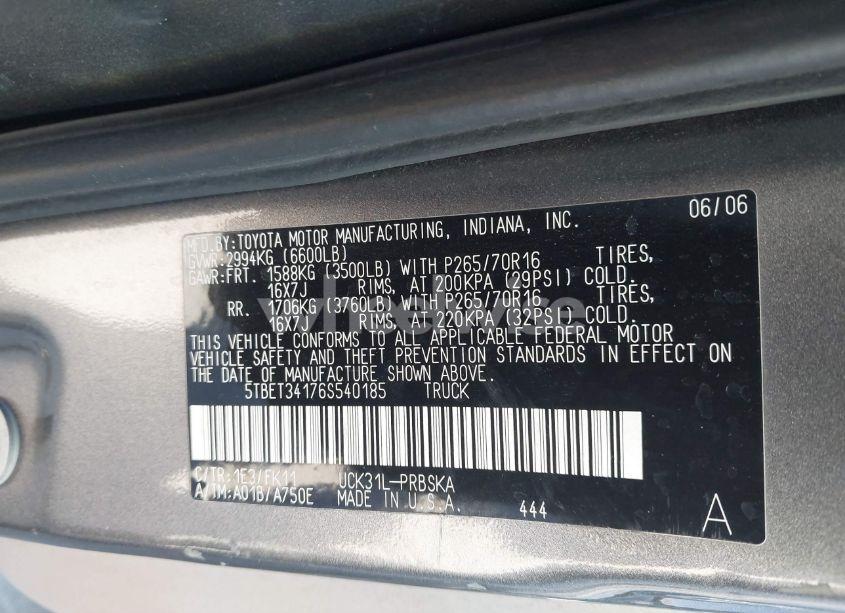 06/06
MFD.BY:TOYOTA MOTOR MANUFACTURING, INDIANA, INC.
GVWR:2994KG (6600LB)
GAWR:FRT. 1588KG (3500LB) WITH P265/70R16 TIRES,
16X7J RIMS, AT 200KPA (29PSI) COLD.
RR. 1706KG (3760LB) WITH P265/70R16 TIRES,
16X7J RIMS, AT 220KPA (32PSI) COLD.
THIS VEHICLE CONFORMS TO ALL APPLICABLE FEDERAL MOTOR
VEHICLE SAFETY AND THEFT PREVENTION STANDARDS IN EFFECT ON
THE DATE OF MANUFACTURE SHOWN ABOVE.
5TBET34176S540185 TRUCK
C/TR:1E3/FK11 UCK31L-PRBSKA
A/TM:A01B/A750E MADE IN U.S.A. 444 A